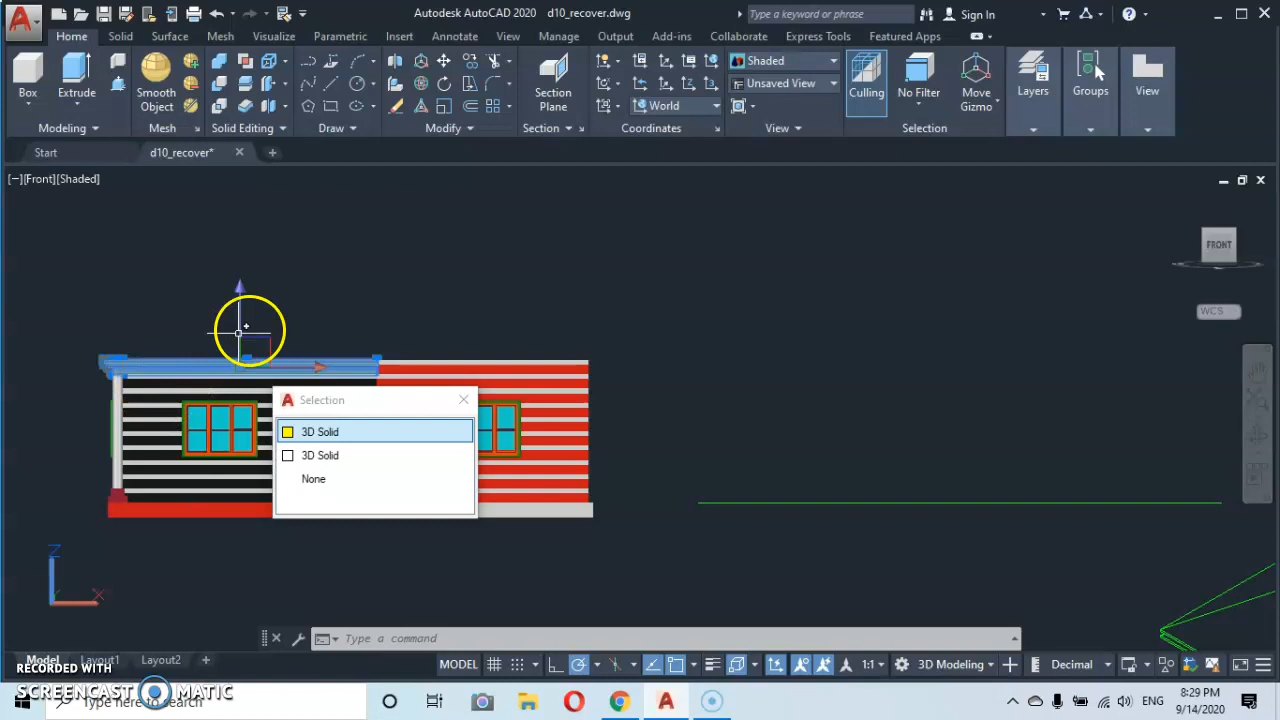 Autodesk AutoCAD 2020 d10_recover.dwg
Type a keyword or phrase
Sign In
Home Solid Surface Mesh Visualize Parametric Insert Annotate View Manage Output Add-ins Collaborate Express Tools Featured Apps
Box
Extrude
Smooth
Object
Section
Plane
World
Shaded
Unsaved View
Culling
No Filter
Move
Gizmo
Layers
Groups
View
Modeling
Mesh
Solid Editing
Draw
Modify
Section
Coordinates
View
Selection
Start
d10_recover*
[−][Front][Shaded]
FRONT
WCS
Selection
3D Solid
3D Solid
None
Z
X
Type a command
Model Layout1 Layout2
MODEL
1:1
3D Modeling
Decimal
RECORDED WITH
SCREENCAST MATIC
Type here to search
ENG
8:29 PM
9/14/2020